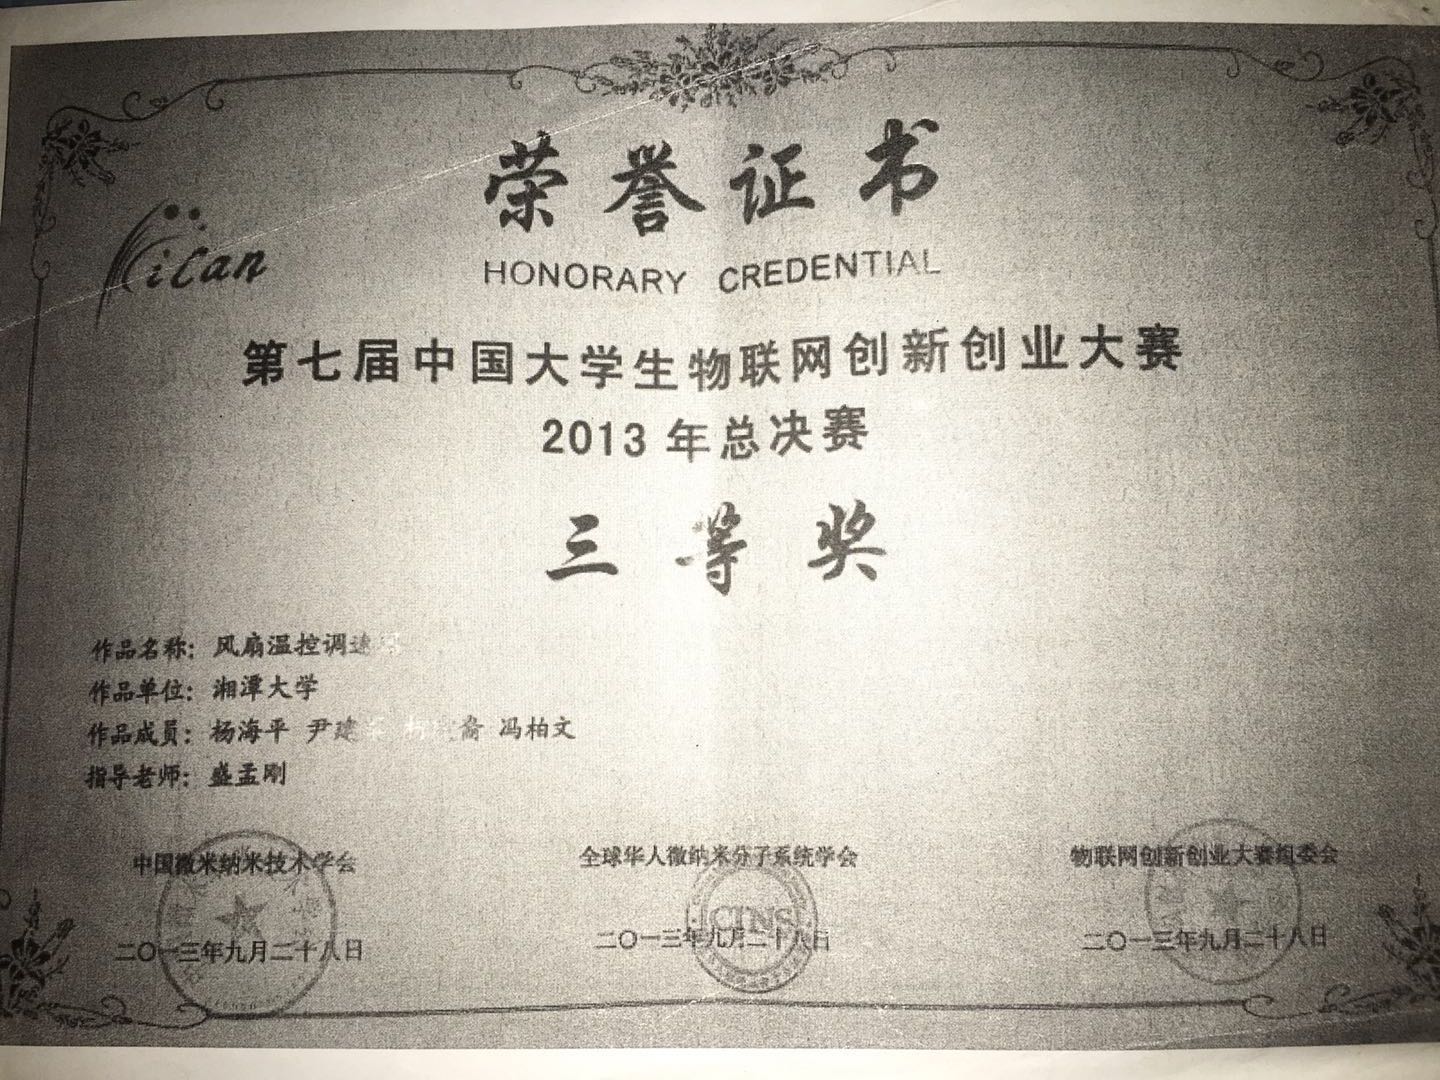 荣誉证书
iCan
HONORARY CREDENTIAL
第七届中国大学生物联网创新创业大赛
2013年总决赛
三等奖
作品名称：风扇温控调速
作品单位：湘潭大学
作品成员：杨海平 尹建 裔 冯柏文
指导老师：盛孟刚
中国微米纳米技术学会 全球华人微纳米分子系统学会 物联网创新创业大赛组委会
二〇一三年九月二十八日 二〇一三年九月二十八日 二〇一三年九月二十八日